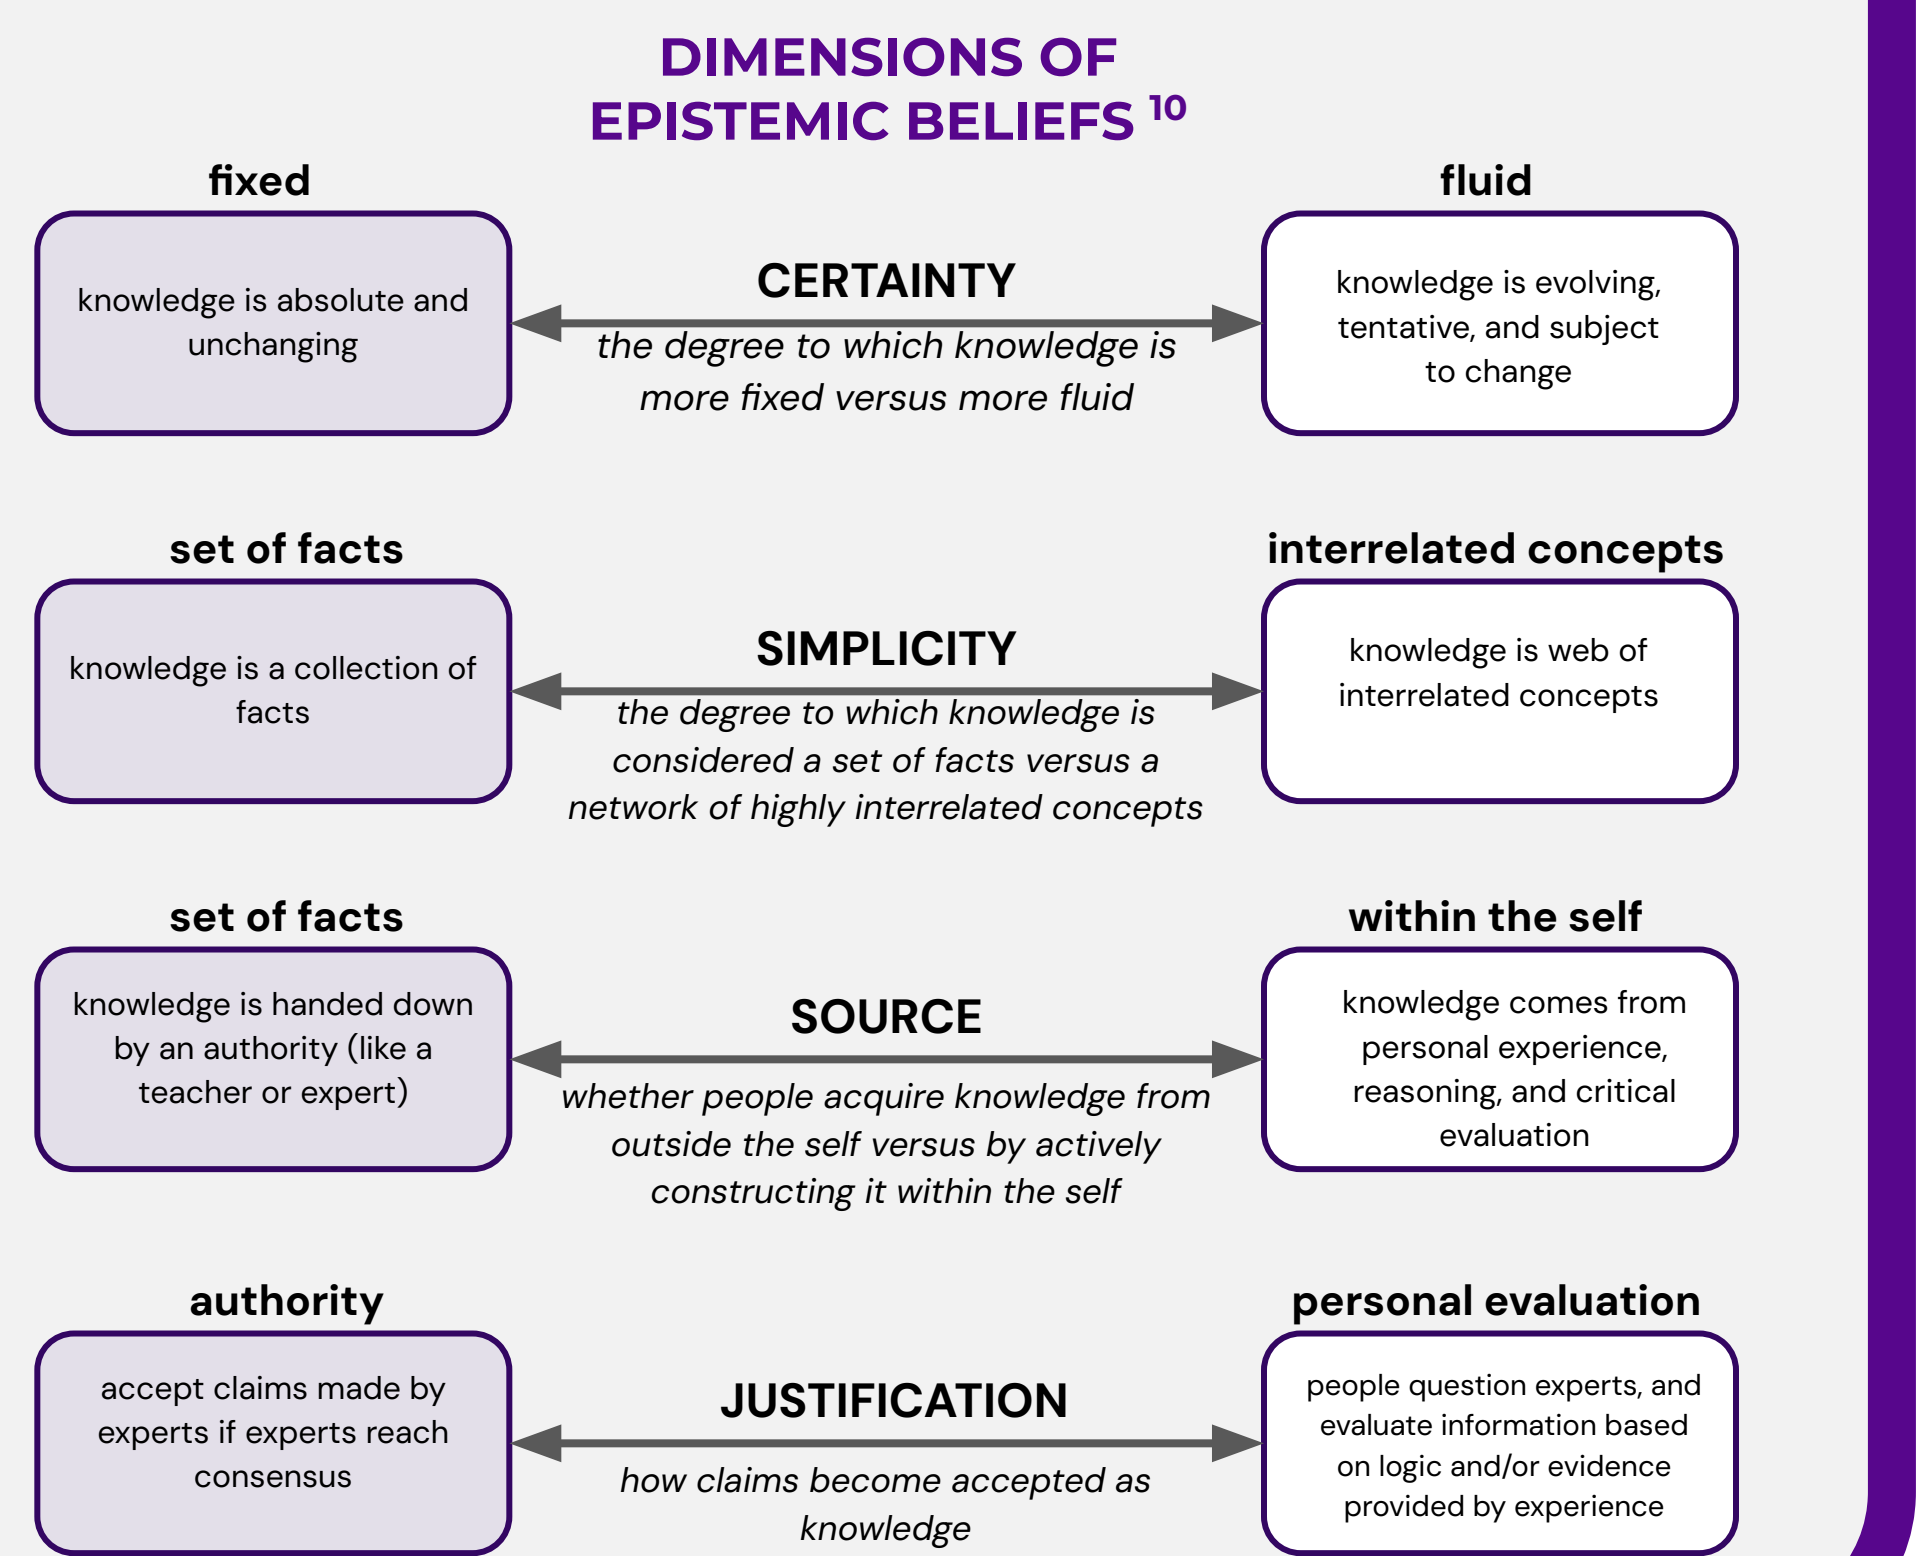 DIMENSIONS OF
EPISTEMIC BELIEFS 10
fixed
knowledge is absolute and
unchanging
CERTAINTY
the degree to which knowledge is
more fixed versus more fluid
fluid
knowledge is evolving,
tentative, and subject
to change
set of facts
knowledge is a collection of
facts
SIMPLICITY
the degree to which knowledge is
considered a set of facts versus a
network of highly interrelated concepts
interrelated concepts
knowledge is web of
interrelated concepts
set of facts
knowledge is handed down
by an authority (like a
teacher or expert)
SOURCE
whether people acquire knowledge from
outside the self versus by actively
constructing it within the self
within the self
knowledge comes from
personal experience,
reasoning, and critical
evaluation
authority
accept claims made by
experts if experts reach
consensus
JUSTIFICATION
how claims become accepted as
knowledge
personal evaluation
people question experts, and
evaluate information based
on logic and/or evidence
provided by experience